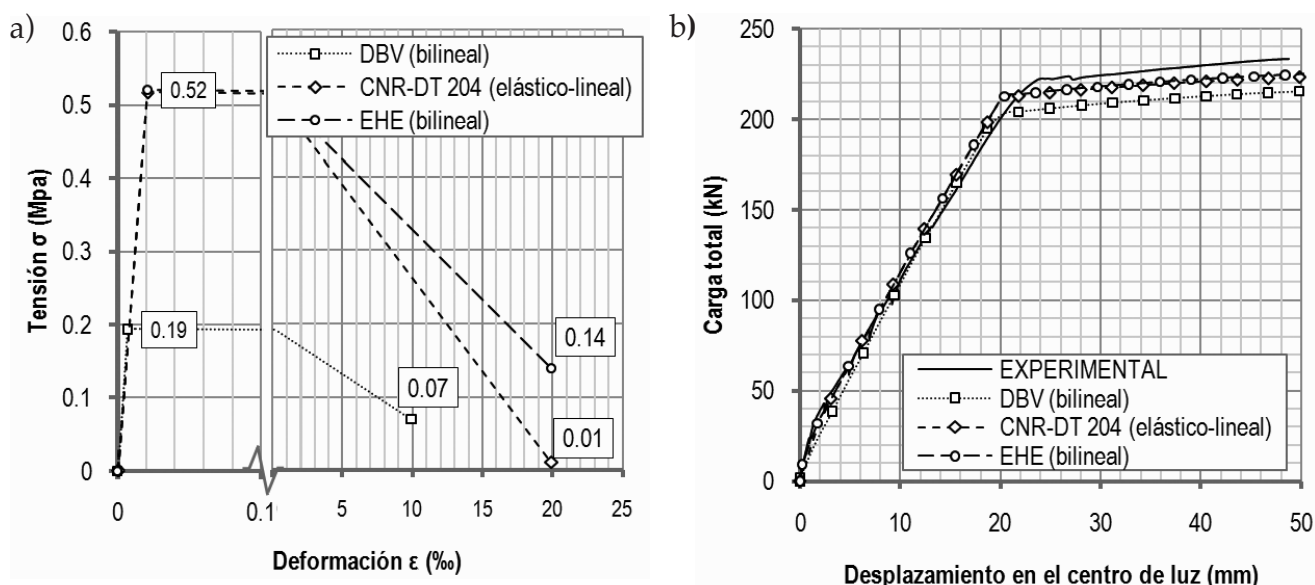 a)
0.6
0.5
0.4
0.3
0.2
0.1
0
Tensión σ (Mpa)
DBV (bilineal)
CNR-DT 204 (elástico-lineal)
EHE (bilineal)
0.52
0.19
0.14
0.07
0.01
0
0.1
5
10
15
20
25
Deformación ε (‰)
b)
250
200
150
100
50
0
Carga total (kN)
EXPERIMENTAL
DBV (bilineal)
CNR-DT 204 (elástico-lineal)
EHE (bilineal)
0
10
20
30
40
50
Desplazamiento en el centro de luz (mm)